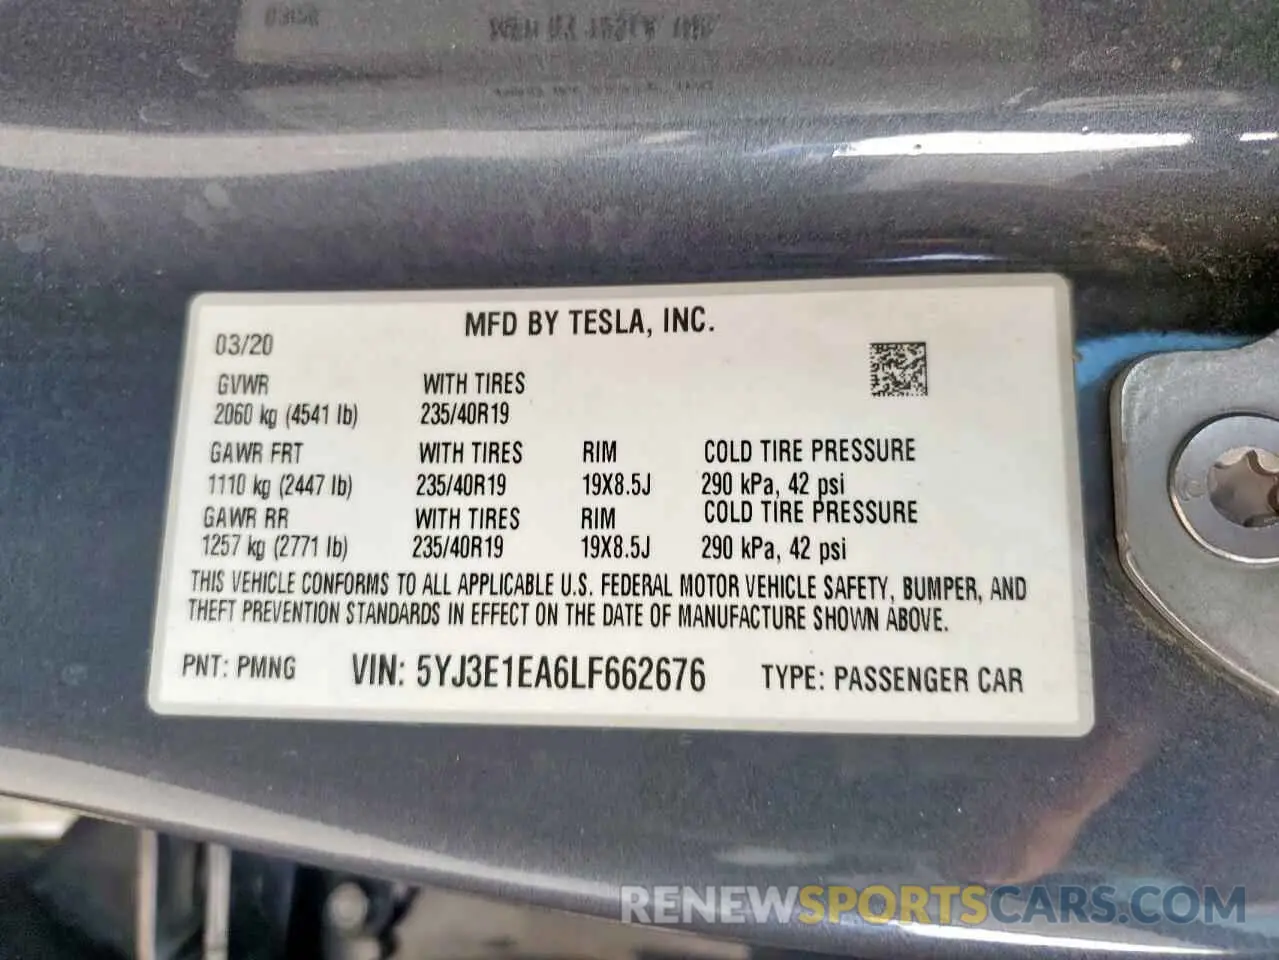 MFD BY TESLA, INC.
03/20
GVWR WITH TIRES
2060 kg (4541 lb) 235/40R19
GAWR FRT WITH TIRES RIM COLD TIRE PRESSURE
1110 kg (2447 lb) 235/40R19 19X8.5J 290 kPa, 42 psi
GAWR RR WITH TIRES RIM COLD TIRE PRESSURE
1257 kg (2771 lb) 235/40R19 19X8.5J 290 kPa, 42 psi
THIS VEHICLE CONFORMS TO ALL APPLICABLE U.S. FEDERAL MOTOR VEHICLE SAFETY, BUMPER, AND
THEFT PREVENTION STANDARDS IN EFFECT ON THE DATE OF MANUFACTURE SHOWN ABOVE.
PNT: PMNG VIN: 5YJ3E1EA6LF662676 TYPE: PASSENGER CAR
RENEWSPORTSCARS.COM